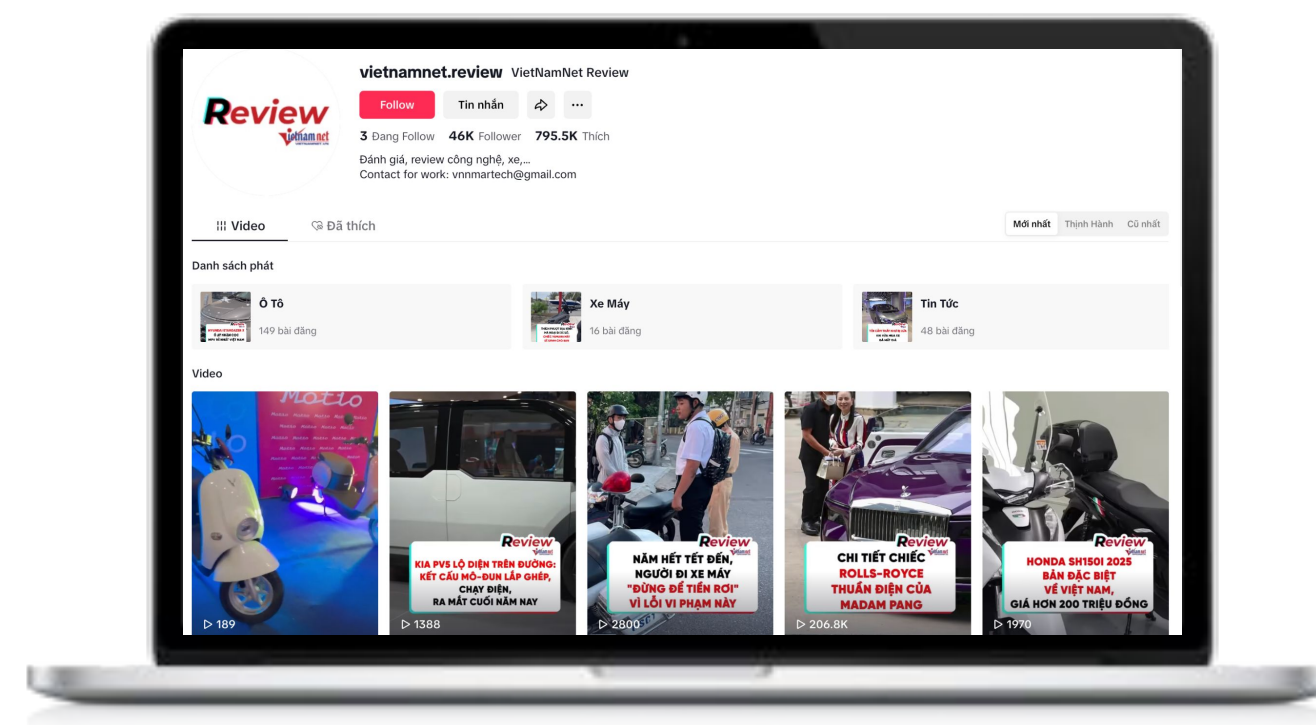 vietnamnet.review VietNamNet Review
Review
Vietnamnet
Follow Tin nhắn
3 Đang Follow 46K Follower 795.5K Thích
Đánh giá, review công nghệ, xe,...
Contact for work: vnnmartech@gmail.com
Video Đã thích
Mới nhất Thịnh Hành Cũ nhất
Danh sách phát
Ô Tô
149 bài đăng
Xe Máy
16 bài đăng
Tin Tức
48 bài đăng
Video
Motto
189
Review
KIA PV5 LỘ DIỆN TRÊN ĐƯỜNG:
KẾT CẤU MÔ-ĐUN LẮP GHÉP,
CHẠY ĐIỆN,
RA MẮT CUỐI NĂM NAY
1388
Review
NĂM HẾT TẾT ĐẾN,
NGƯỜI ĐI XE MÁY
"ĐỪNG ĐỂ TIỀN RƠI"
VÌ LỖI VI PHẠM NÀY
2800
Review
CHI TIẾT CHIẾC
ROLLS-ROYCE
THUẦN ĐIỆN CỦA
MADAM PANG
206.8K
Review
HONDA SH150I 2025
BẢN ĐẶC BIỆT
VỀ VIỆT NAM,
GIÁ HƠN 200 TRIỆU ĐỒNG
1970